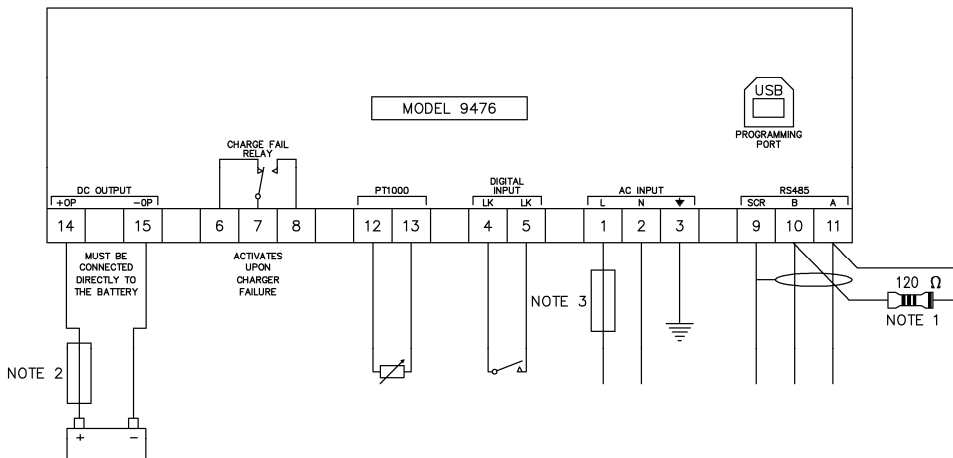 MODEL 9476
USB
PROGRAMMING
PORT
CHARGE FAIL
RELAY
DC OUTPUT
+OP -OP
PT1000
DIGITAL
INPUT
LK LK
AC INPUT
L N
RS485
SCR B A
14 15 6 7 8 12 13 4 5 1 2 3 9 10 11
MUST BE
CONNECTED
DIRECTLY TO
THE BATTERY
ACTIVATES
UPON
CHARGER
FAILURE
NOTE 3
120 Ω
NOTE 1
NOTE 2
+ -